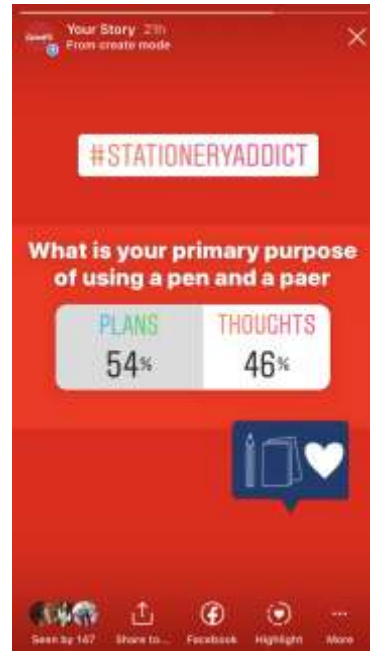 Your Story 21h
From create mode
#STATIONERYADDICT
What is your primary purpose
of using a pen and a paer
PLANS THOUGHTS
54% 46%
Seen by 147 Share to... Facebook Highlight More